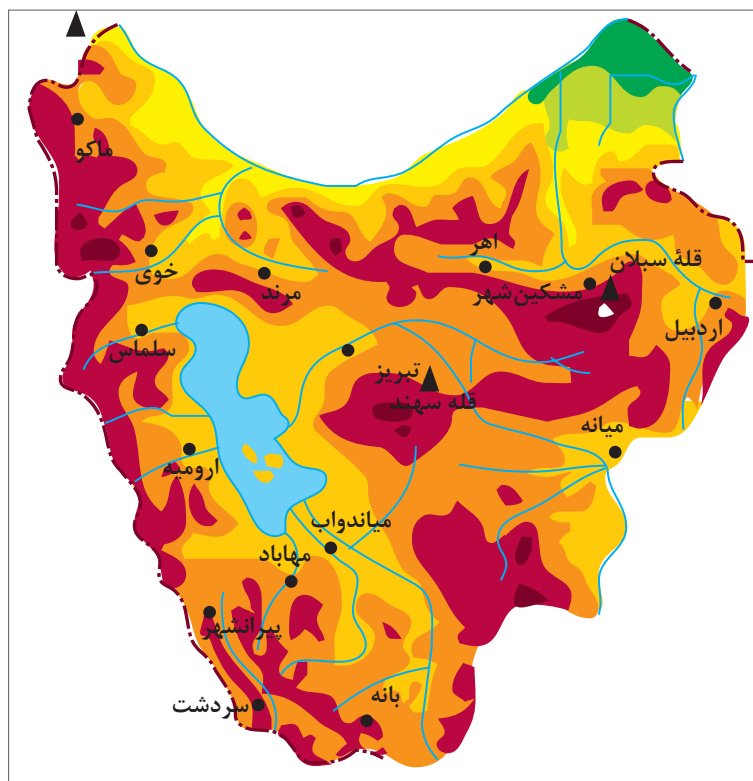 ماکو
اهر
قلهٔ سبلان
خوی
مرند
مشکین‌شهر
اردبیل
سلماس
تبریز
قله سهند
میانه
ارومیه
میاندواب
مهاباد
پیرانشهر
بانه
سردشت